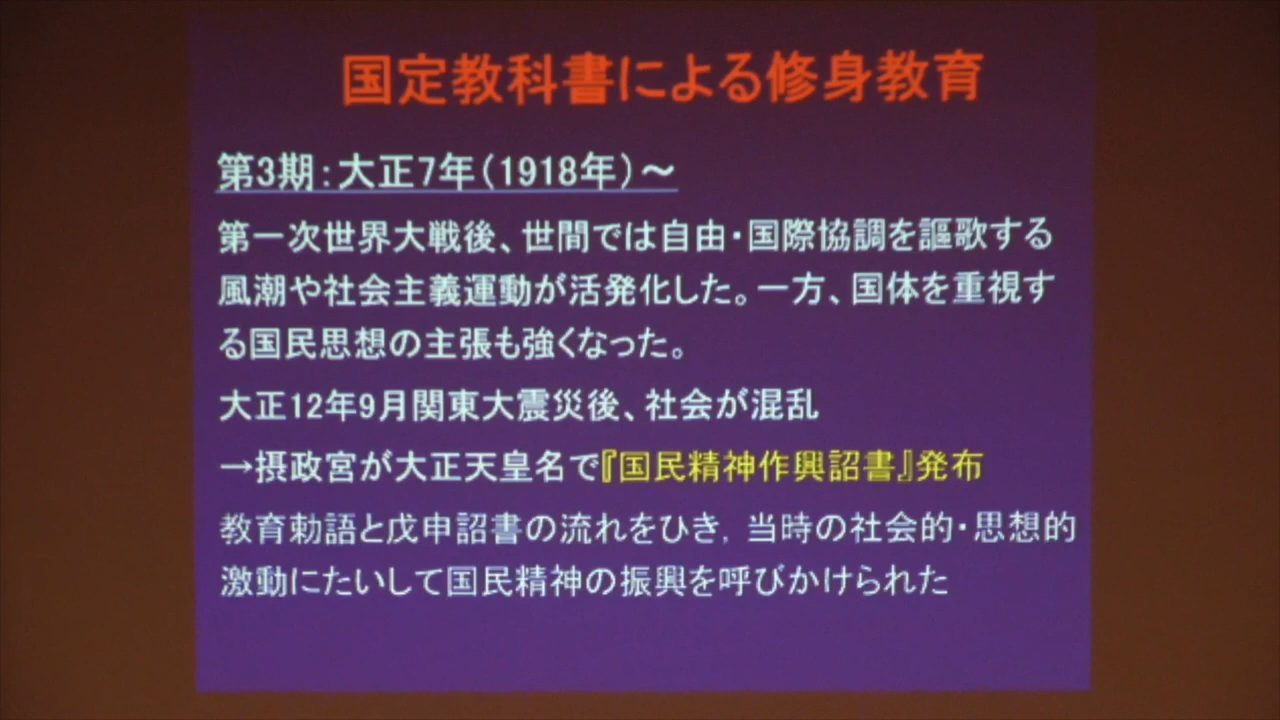 国定教科書による修身教育
第3期：大正7年（1918年）～
第一次世界大戦後、世間では自由・国際協調を謳歌する
風潮や社会主義運動が活発化した。一方、国体を重視す
る国民思想の主張も強くなった。
大正12年9月関東大震災後、社会が混乱
→摂政宮が大正天皇名で『国民精神作興詔書』発布
教育勅語と戊申詔書の流れをひき，当時の社会的・思想的
激動にたいして国民精神の振興を呼びかけられた